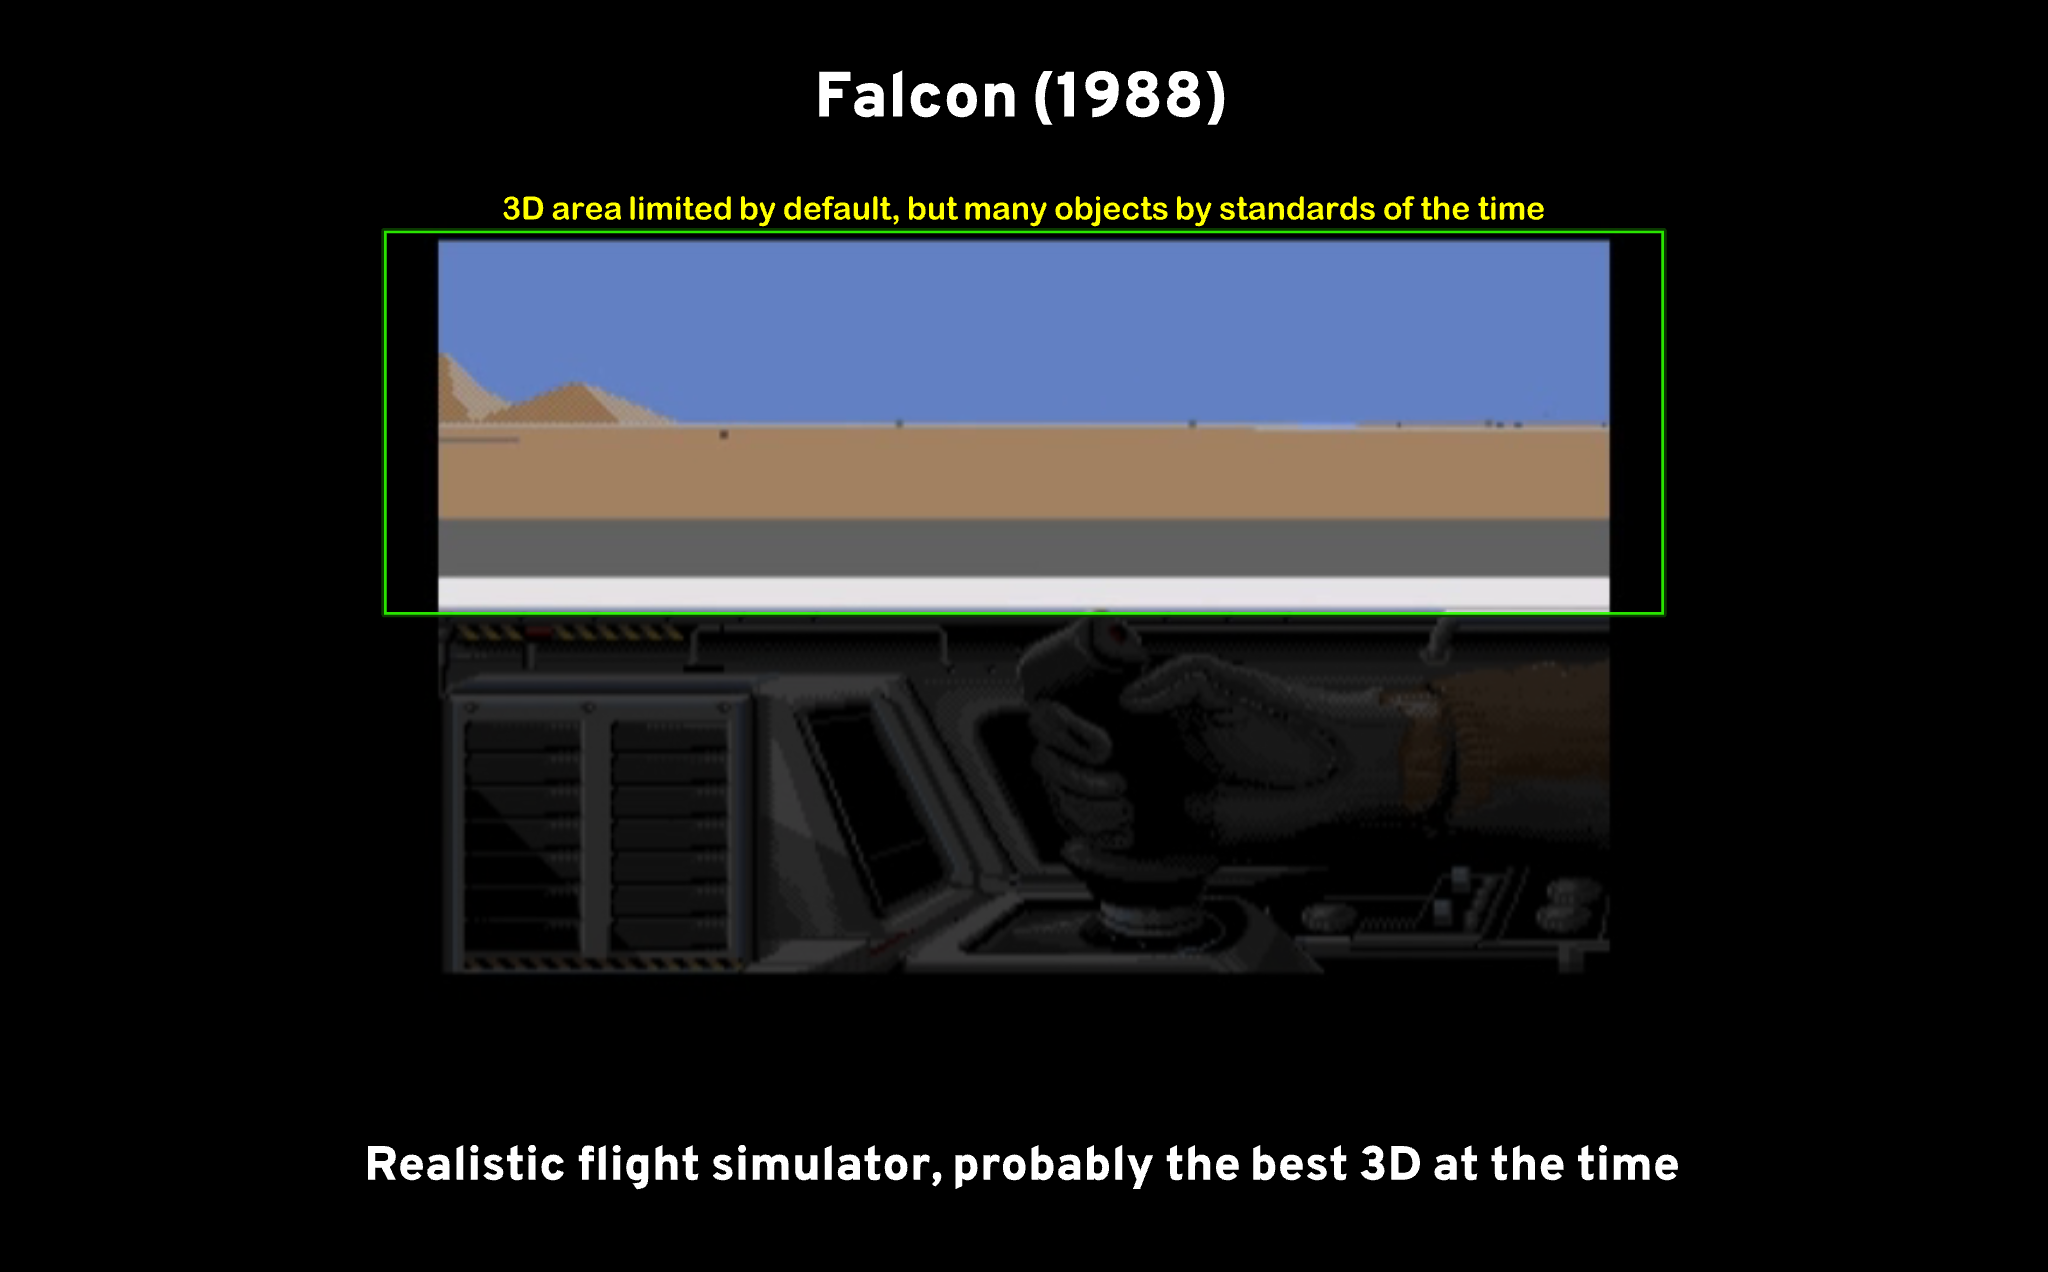 Falcon (1988)
3D area limited by default, but many objects by standards of the time
Realistic flight simulator, probably the best 3D at the time